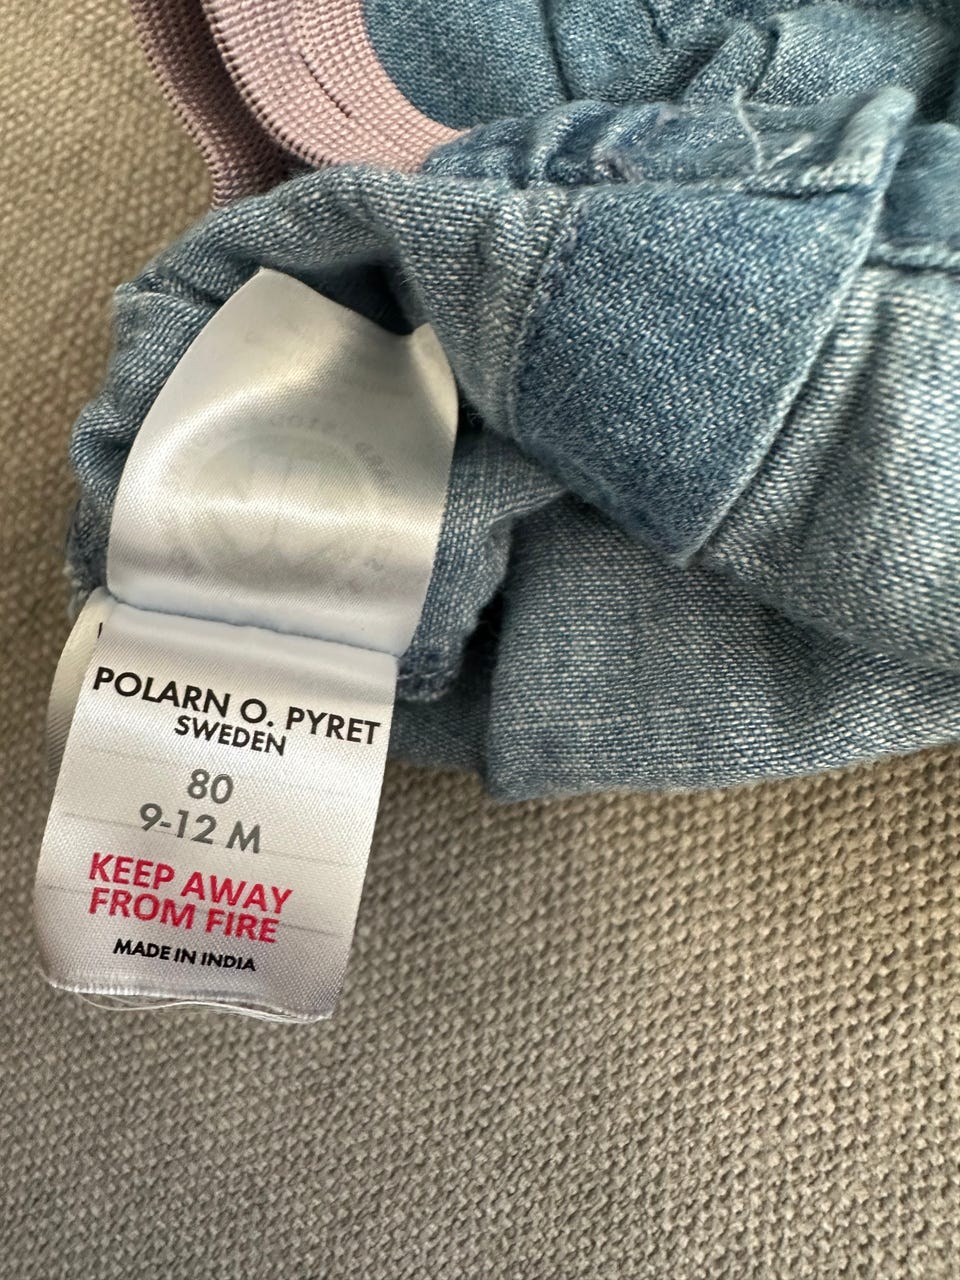 POLARN O. PYRET
SWEDEN
80
9-12 M
KEEP AWAY
FROM FIRE
MADE IN INDIA